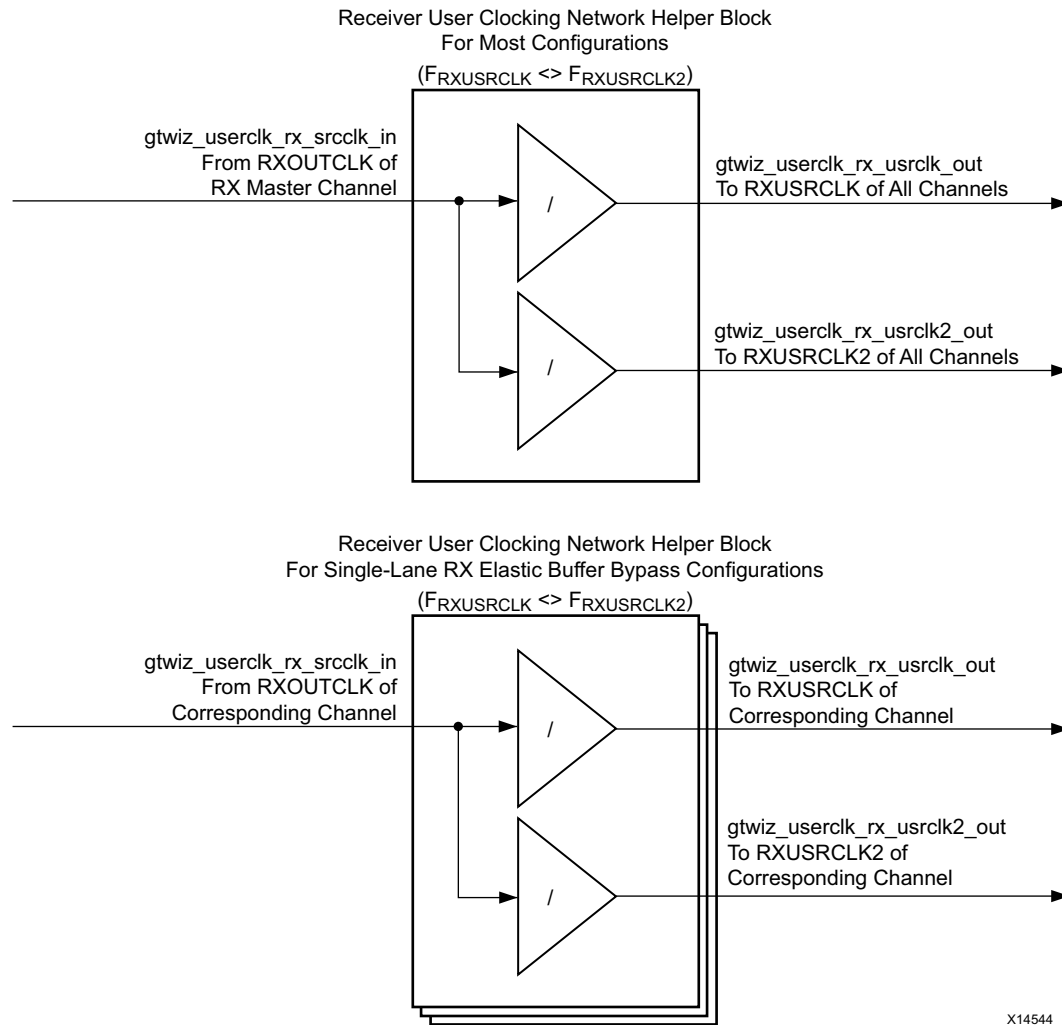 Receiver User Clocking Network Helper Block
For Most Configurations
(FRXUSRCLK <> FRXUSRCLK2)
gtwiz_userclk_rx_srcclk_in
From RXOUTCLK of
RX Master Channel
/
gtwiz_userclk_rx_usrclk_out
To RXUSRCLK of All Channels
/
gtwiz_userclk_rx_usrclk2_out
To RXUSRCLK2 of All Channels
Receiver User Clocking Network Helper Block
For Single-Lane RX Elastic Buffer Bypass Configurations
(FRXUSRCLK <> FRXUSRCLK2)
gtwiz_userclk_rx_srcclk_in
From RXOUTCLK of
Corresponding Channel
/
gtwiz_userclk_rx_usrclk_out
To RXUSRCLK of
Corresponding Channel
/
gtwiz_userclk_rx_usrclk2_out
To RXUSRCLK2 of
Corresponding Channel
X14544